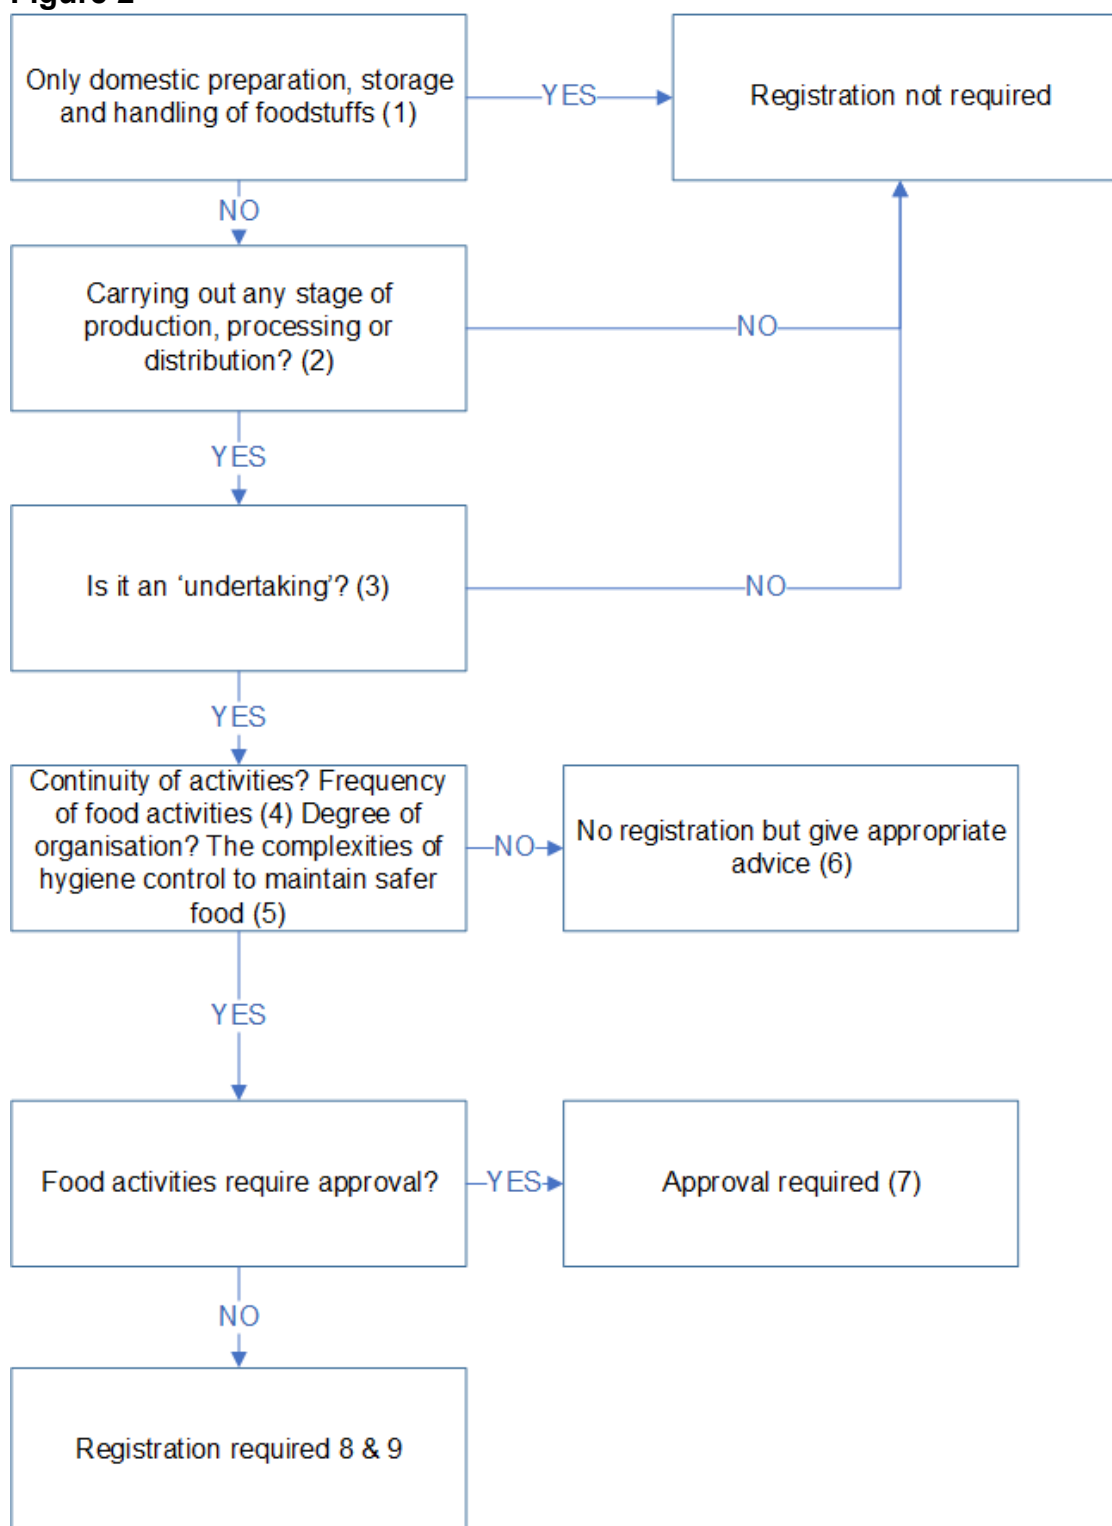 Figure 2
Only domestic preparation, storage
and handling of foodstuffs (1)
YES
Registration not required
NO
Carrying out any stage of
production, processing or
distribution? (2)
NO
YES
Is it an ‘undertaking’? (3)
NO
YES
Continuity of activities? Frequency
of food activities (4) Degree of
organisation? The complexities of
hygiene control to maintain safer
food (5)
NO
No registration but give appropriate
advice (6)
YES
Food activities require approval?
YES
Approval required (7)
NO
Registration required 8 & 9